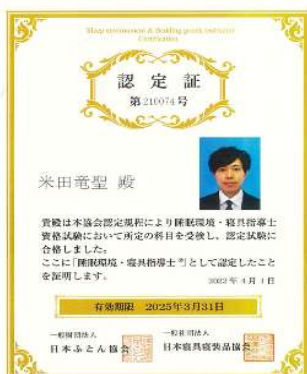 Sleep environment & Bedding goods instructor
Certification
認定証
第210074号
米田竜聖 殿
貴殿は本協会認定規程により睡眠環境・寝具指導士
資格試験において所定の科目を受検し、認定試験に
合格しました。
ここに「睡眠環境・寝具指導士®」として認定したこと
を証明します。
2022年4月1日
有効期限 2025年3月31日
一般財団法人 一般社団法人
日本ふとん協会 日本寝具寝装品協会